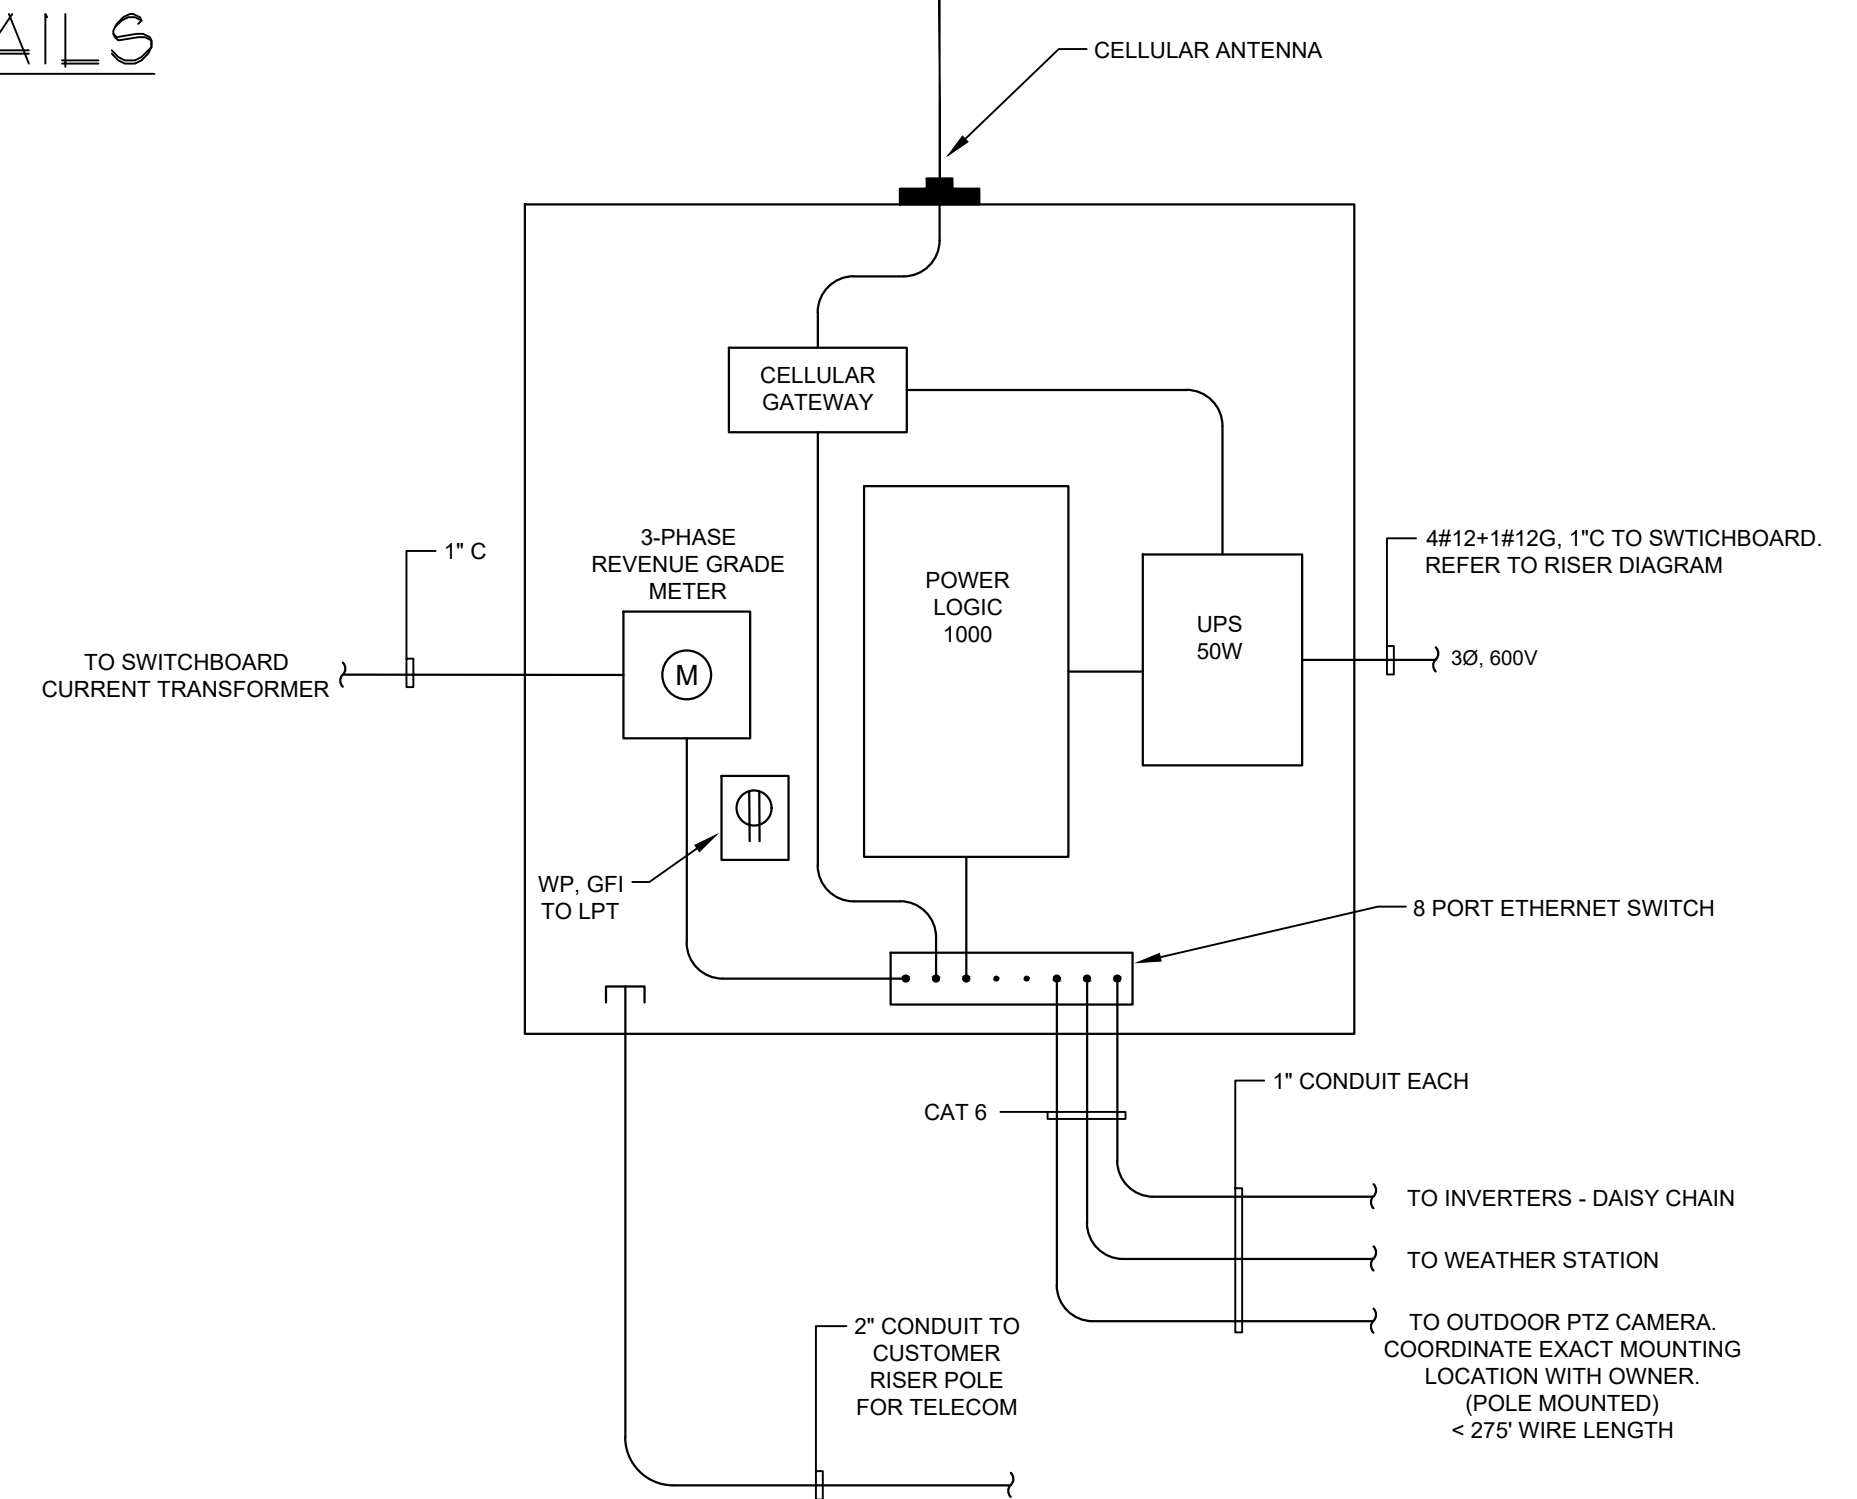 AILS
CELLULAR ANTENNA
CELLULAR
GATEWAY
3-PHASE
REVENUE GRADE
METER
1" C
4#12+1#12G, 1"C TO SWTICHBOARD.
REFER TO RISER DIAGRAM
POWER
LOGIC
1000
UPS
50W
TO SWITCHBOARD
CURRENT TRANSFORMER
M
3Ø, 600V
WP, GFI
TO LPT
8 PORT ETHERNET SWITCH
1" CONDUIT EACH
CAT 6
TO INVERTERS - DAISY CHAIN
TO WEATHER STATION
TO OUTDOOR PTZ CAMERA.
COORDINATE EXACT MOUNTING
LOCATION WITH OWNER.
(POLE MOUNTED)
< 275' WIRE LENGTH
2" CONDUIT TO
CUSTOMER
RISER POLE
FOR TELECOM